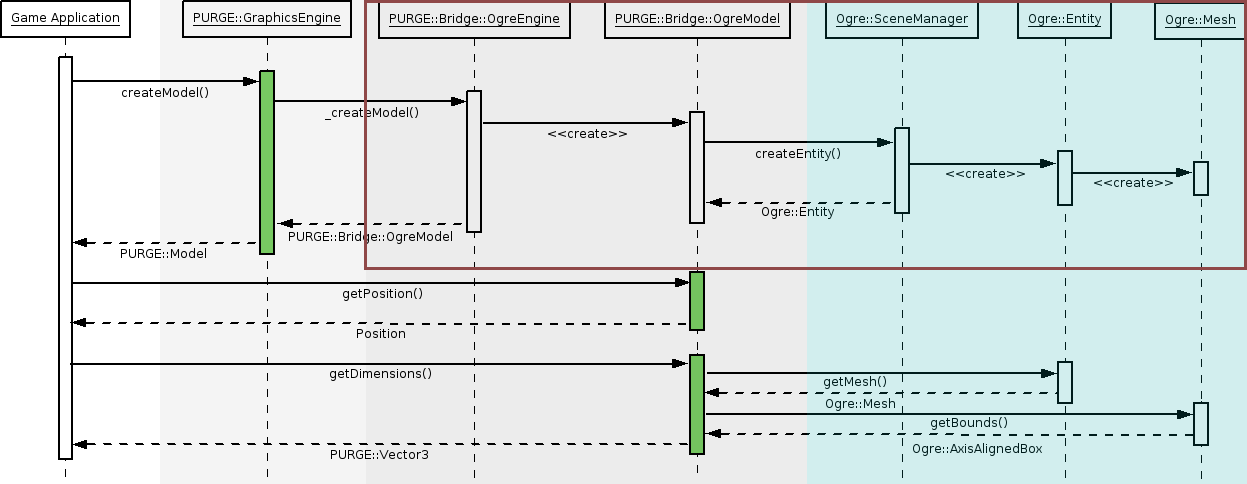 Game Application
PURGE::GraphicsEngine
PURGE::Bridge::OgreEngine
PURGE::Bridge::OgreModel
Ogre::SceneManager
Ogre::Entity
Ogre::Mesh
createModel()
_createModel()
<<create>>
createEntity()
<<create>>
<<create>>
Ogre::Entity
PURGE::Bridge::OgreModel
PURGE::Model
getPosition()
Position
getDimensions()
getMesh()
Ogre::Mesh
getBounds()
Ogre::AxisAlignedBox
PURGE::Vector3